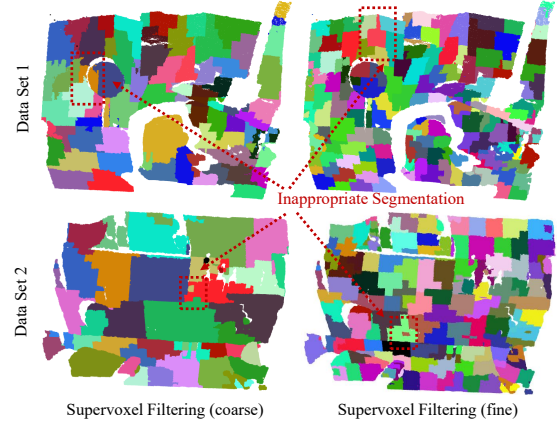 Data Set 1
Inappropriate Segmentation
Data Set 2
Supervoxel Filtering (coarse)
Supervoxel Filtering (fine)